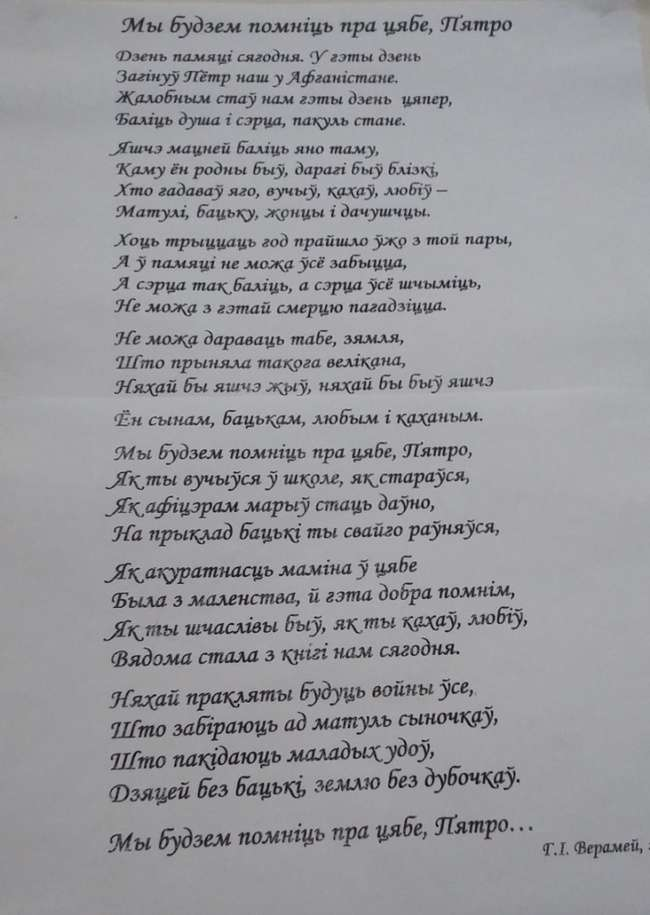 Мы будзем помніць пра цябе, Пятро
Дзень памяці сягодня. У гэты дзень
Загінуў Пётр наш у Афганістане.
Жалобным стаў нам гэты дзень цяпер,
Баліць душа і сэрца, пакуль стане.
Яшчэ мацней баліць яно таму,
Каму ён родны быў, дарагі быў блізкі,
Хто гадаваў яго, вучыў, кахаў, любіў –
Матулі, бацьку, жонцы і дачушчцы.
Хоць трыццаць год прайшло ўжо з той пары,
А ў памяці не можа ўсё забыцца,
А сэрца так баліць, а сэрца ўсё шчыміць,
Не можа з гэтай смерцю пагадзіцца.
Не можа дараваць табе, зямля,
Што прыняла такога велікана,
Няхай бы яшчэ жыў, няхай бы быў яшчэ
Ён сынам, бацькам, любым і каханым.
Мы будзем помніць пра цябе, Пятро,
Як ты вучыўся ў школе, як стараўся,
Як афіцэрам марыў стаць даўно,
На прыклад бацькі ты свайго раўняўся,
Як акуратнасць маміна ў цябе
Была з маленства, й гэта добра помнім,
Як ты шчаслівы быў, як ты кахаў, любіў,
Вядома стала з кнігі нам сягодня.
Няхай пракляты будуць войны ўсе,
Што забіраюць ад матуль сыночкаў,
Што пакідаюць маладых удоў,
Дзяцей без бацькі, землю без дубочкаў.
Мы будзем помніць пра цябе, Пятро...
Г.І. Верамей,